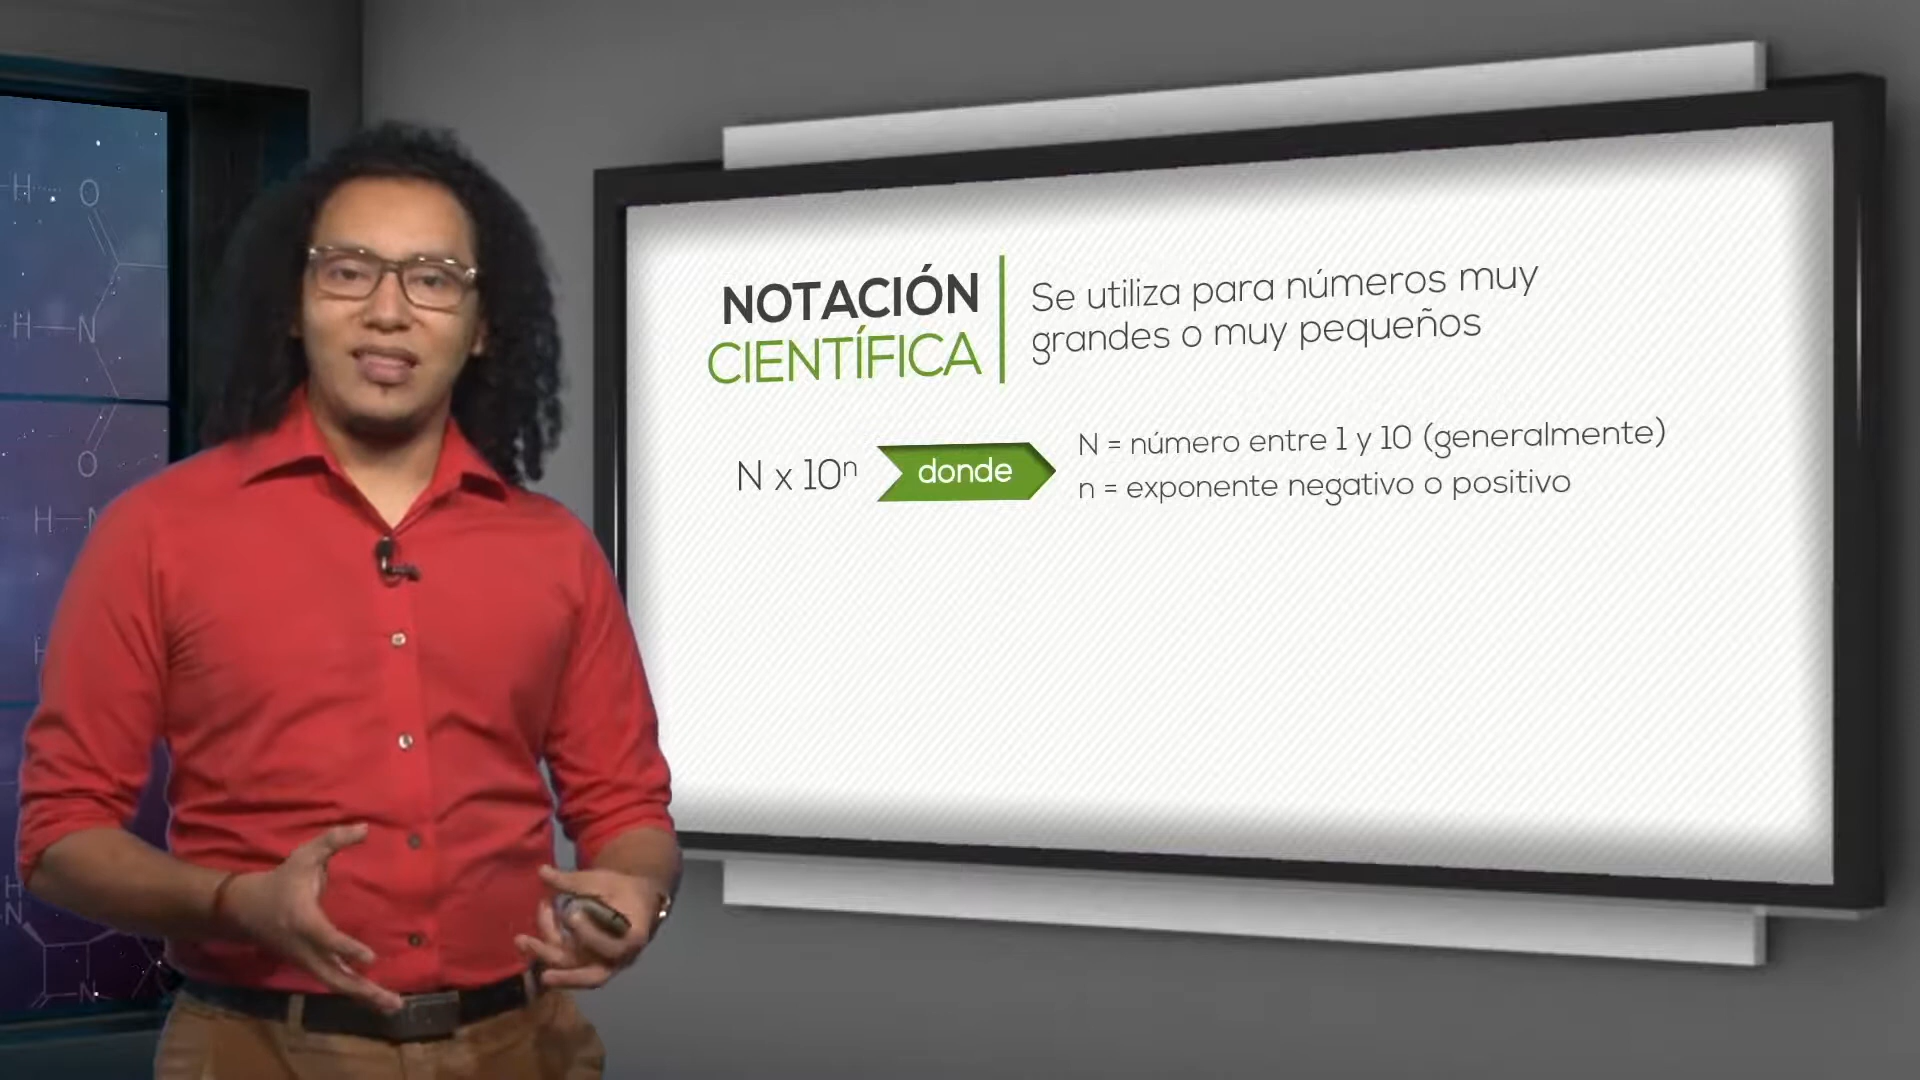 NOTACIÓN
CIENTÍFICA
Se utiliza para números muy
grandes o muy pequeños
N x 10ⁿ
donde
N = número entre 1 y 10 (generalmente)
n = exponente negativo o positivo
H O
H N
O
H N
H
H
N
N